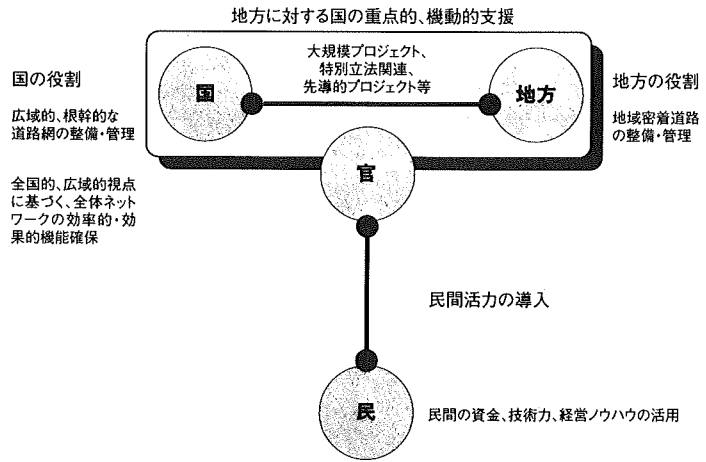 地方に対する国の重点的、機動的支援
国の役割
広域的、根幹的な
道路網の整備・管理
全国的、広域的視点
に基づく、全体ネット
ワークの効率的・効
果的機能確保
国
大規模プロジェクト、
特別立法関連、
先導的プロジェクト等
地方
地方の役割
地域密着道路
の整備・管理
官
民間活力の導入
民
民間の資金、技術力、経営ノウハウの活用